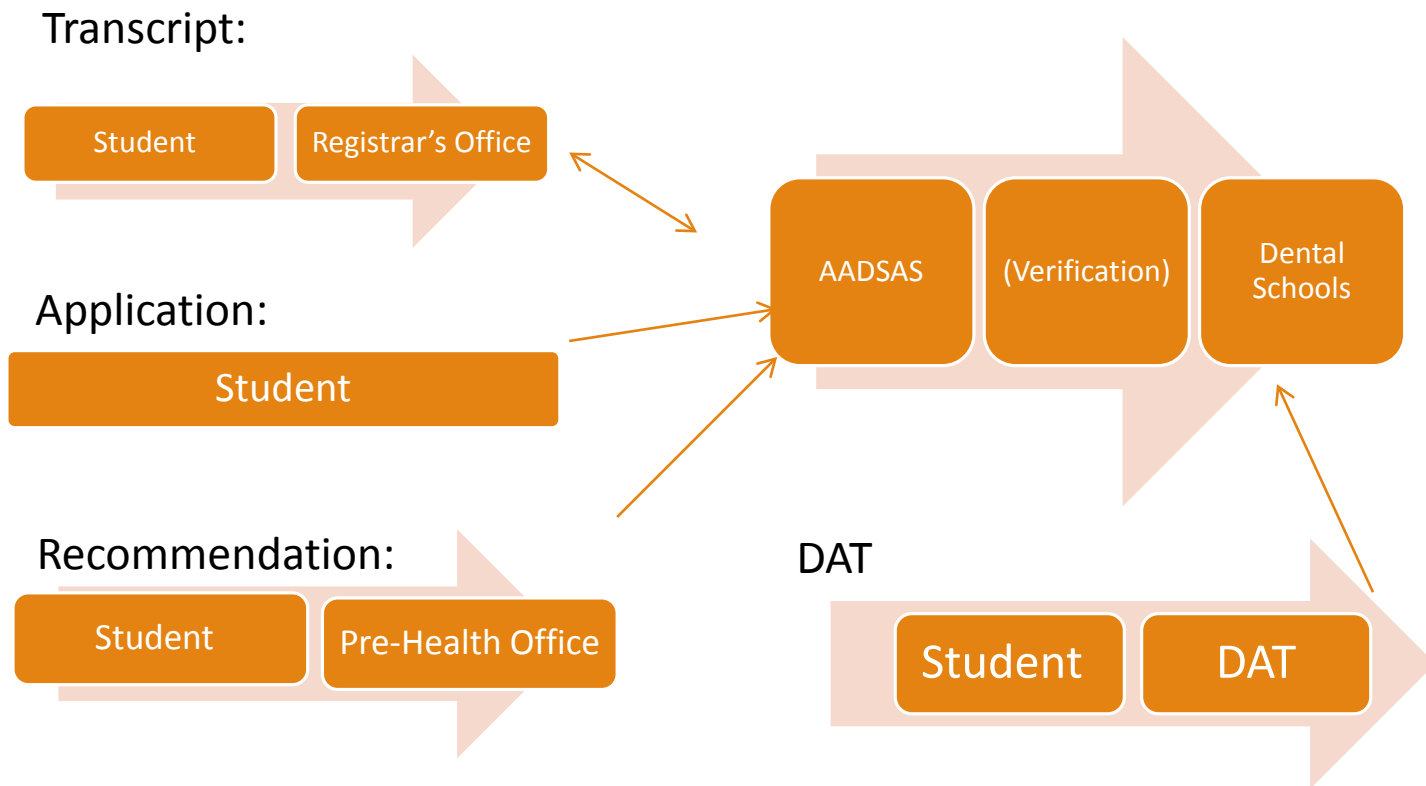 Transcript:
Student
Registrar’s Office
Application:
Student
Recommendation:
Student
Pre-Health Office
AADSAS
(Verification)
Dental
Schools
DAT
Student
DAT